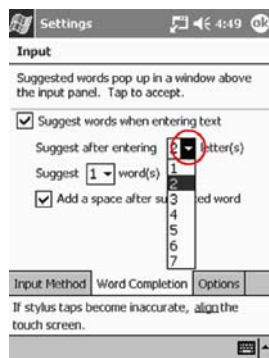 Settings 4:49 ok
Input
Suggested words pop up in a window above
the input panel. Tap to accept.
Suggest words when entering text
Suggest after entering 2 letter(s)
1
Suggest 1 word(s)
2
Add a space after su
3
ed word
4
5
6
7
Input Method Word Completion Options
If stylus taps become inaccurate, align the
touch screen.